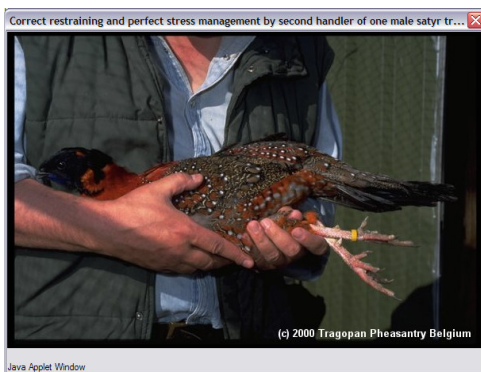 Correct restraining and perfect stress management by second handler of one male satyr tr...
(c) 2000 Tragopan Pheasantry Belgium
Java Applet Window